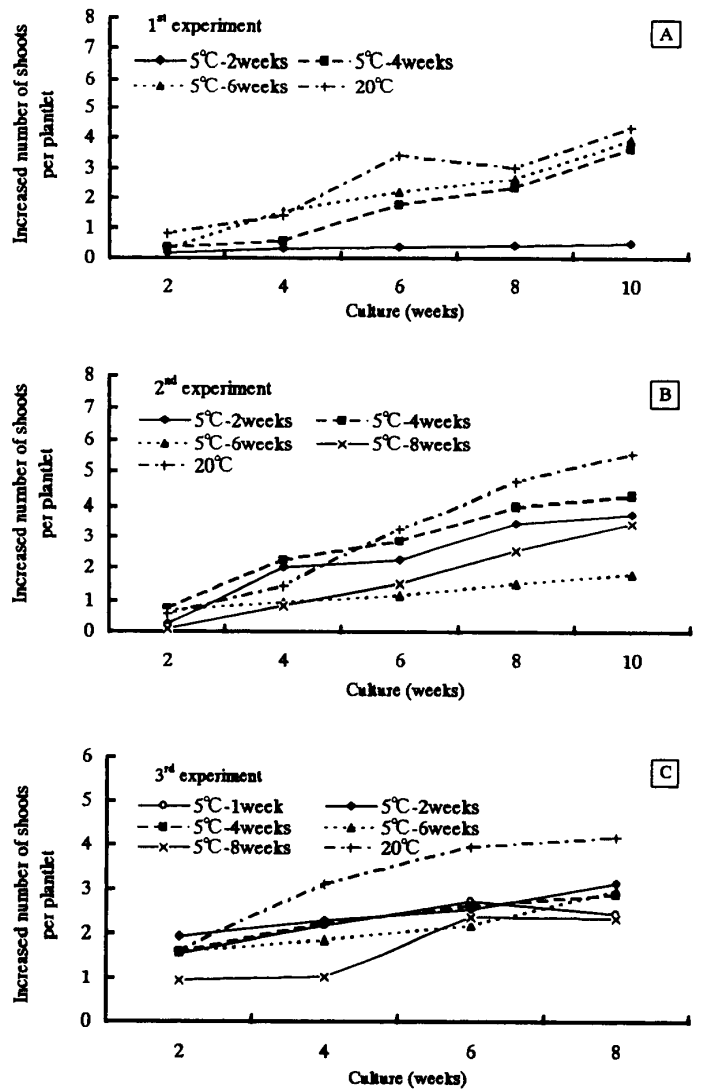 8
7
6
5
4
3
2
1
0
Increased number of shoots
per plantlet
1st experiment
A
5℃-2weeks 5℃-4weeks
5℃-6weeks 20℃
2 4 6 8 10
Culture (weeks)
8
7
6
5
4
3
2
1
0
Increased number of shoots
per plantlet
2nd experiment
B
5℃-2weeks 5℃-4weeks
5℃-6weeks 5℃-8weeks
20℃
2 4 6 8 10
Culture (weeks)
6
5
4
3
2
1
0
Increased number of shoots
per plantlet
3rd experiment
C
5℃-1week 5℃-2weeks
5℃-4weeks 5℃-6weeks
5℃-8weeks 20℃
2 4 6 8
Culture (weeks)